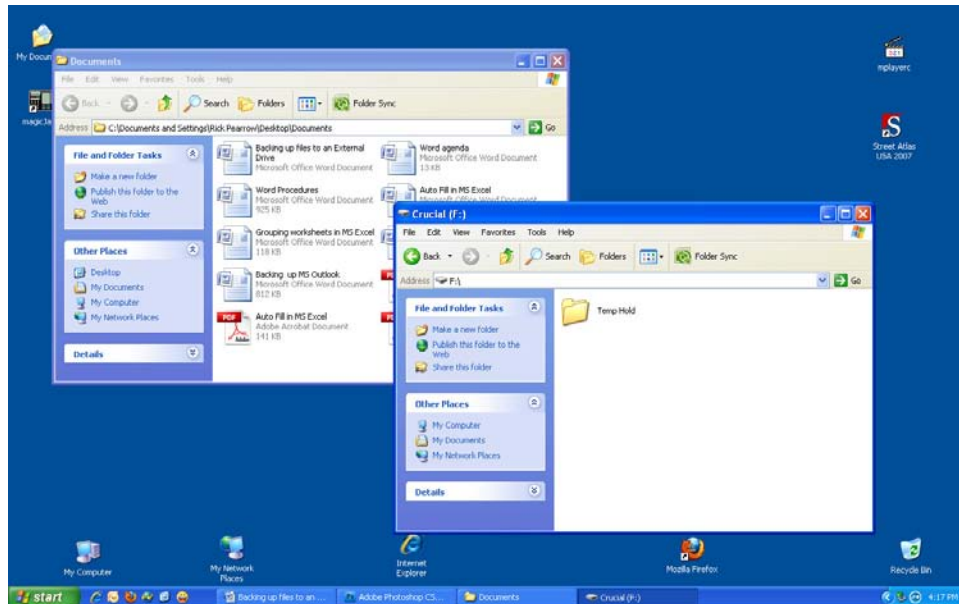 My Docum
mplayerc
magicJa
Street Atlas
USA 2007
Documents
File Edit View Favorites Tools Help
Back Search Folders Folder Sync
Address C:\Documents and Settings\Rick Pearrow\Desktop\Documents Go
File and Folder Tasks
Make a new folder
Publish this folder to the
Web
Share this folder
Other Places
Desktop
My Documents
My Computer
My Network Places
Details
Backing up files to an External
Drive
Microsoft Office Word Document
Word agenda
Microsoft Office Word Document
13 KB
Word Procedures
Microsoft Office Word Document
925 KB
Auto Fill in MS Excel
Microsoft Office Word Document
Grouping worksheets in MS Excel
Microsoft Office Word Document
118 KB
Backing up MS Outlook
Microsoft Office Word Document
812 KB
PDF
Adobe
Auto Fill in MS Excel
Adobe Acrobat Document
141 KB
Crucial (F:)
File Edit View Favorites Tools Help
Back Search Folders Folder Sync
Address F:\ Go
File and Folder Tasks
Make a new folder
Publish this folder to the
Web
Share this folder
Other Places
My Computer
My Documents
My Network Places
Details
Temp Hold
My Computer
My Network
Places
Internet
Explorer
Mozilla Firefox
Recycle Bin
start Backing up files to an ... Adobe Photoshop CS... Documents Crucial (F:) 4:17 PM